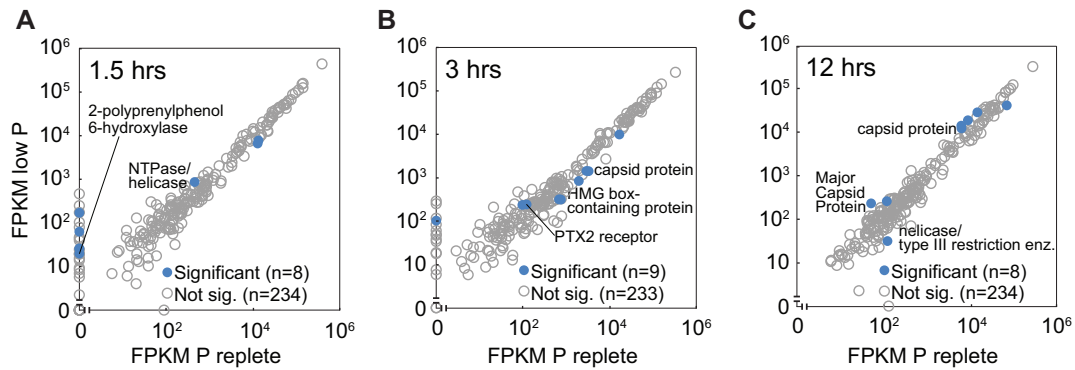 A
B
C
1.5 hrs
3 hrs
12 hrs
FPKM low P
10⁶
10⁵
10⁴
10³
10²
10
0
2-polyprenylphenol
6-hydroxylase
NTPase/
helicase
Significant (n=8)
Not sig. (n=234)
0
10²
10⁴
10⁶
FPKM P replete
10⁶
10⁵
10⁴
10³
10²
10
0
capsid protein
HMG box-
containing protein
PTX2 receptor
Significant (n=9)
Not sig. (n=233)
0
10²
10⁴
10⁶
FPKM P replete
10⁶
10⁵
10⁴
10³
10²
10
0
capsid protein
Major
Capsid
Protein
nelicase/
type III restriction enz.
Significant (n=8)
Not sig. (n=234)
0
10²
10⁴
10⁶
FPKM P replete